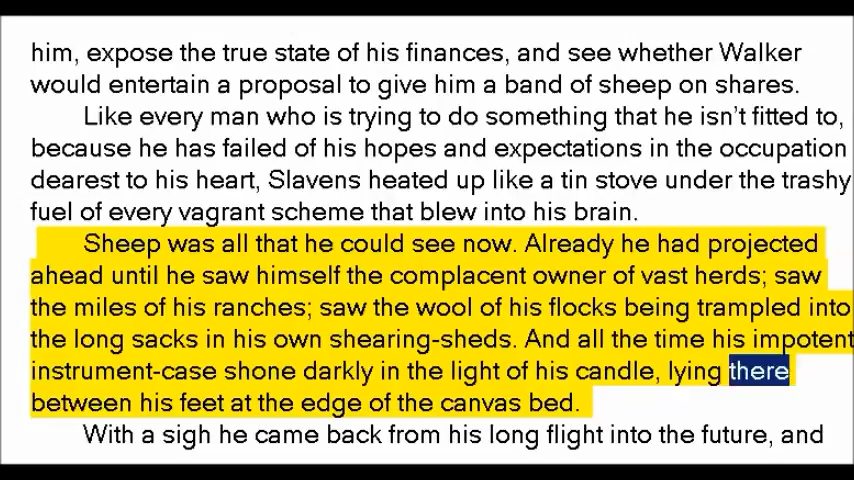 him, expose the true state of his finances, and see whether Walker
would entertain a proposal to give him a band of sheep on shares.
Like every man who is trying to do something that he isn’t fitted to,
because he has failed of his hopes and expectations in the occupation
dearest to his heart, Slavens heated up like a tin stove under the trashy
fuel of every vagrant scheme that blew into his brain.
Sheep was all that he could see now. Already he had projected
ahead until he saw himself the complacent owner of vast herds; saw
the miles of his ranches; saw the wool of his flocks being trampled into
the long sacks in his own shearing-sheds. And all the time his impotent
instrument-case shone darkly in the light of his candle, lying there
between his feet at the edge of the canvas bed.
With a sigh he came back from his long flight into the future, and